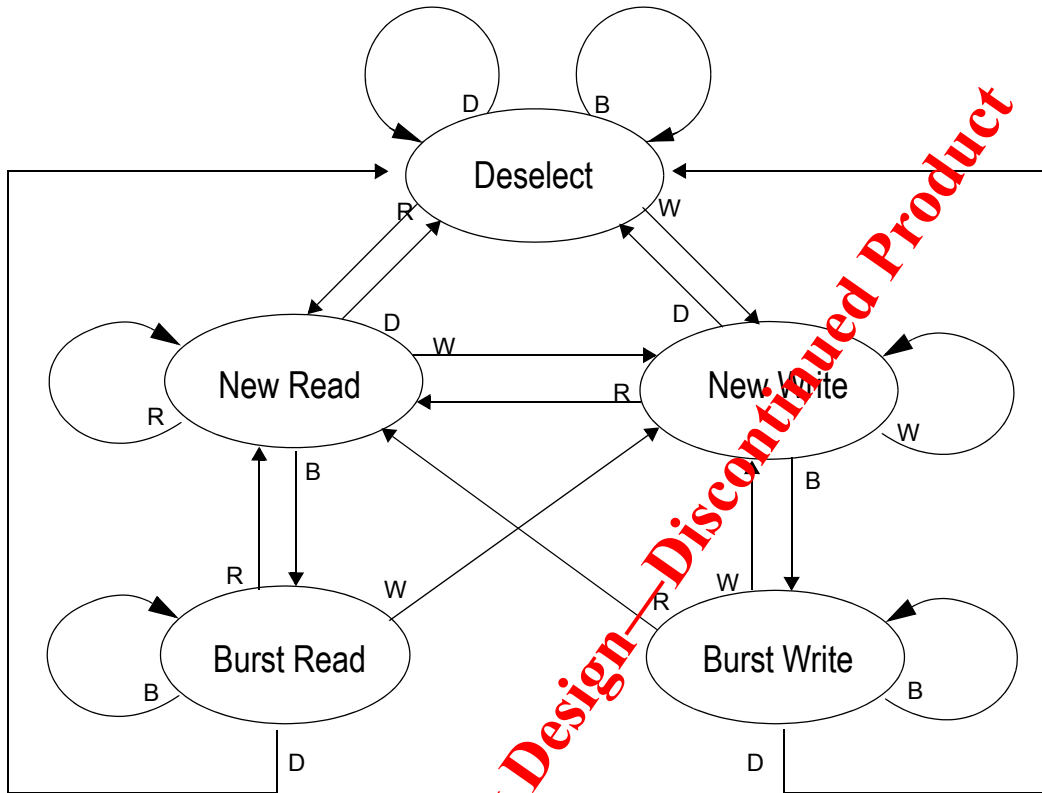 D
B
Deselect
R
W
D
D
W
New Read
New Write
R
R
W
B
B
R
W
W
R
Burst Read
Burst Write
B
B
D
D
Design—Discontinued Product